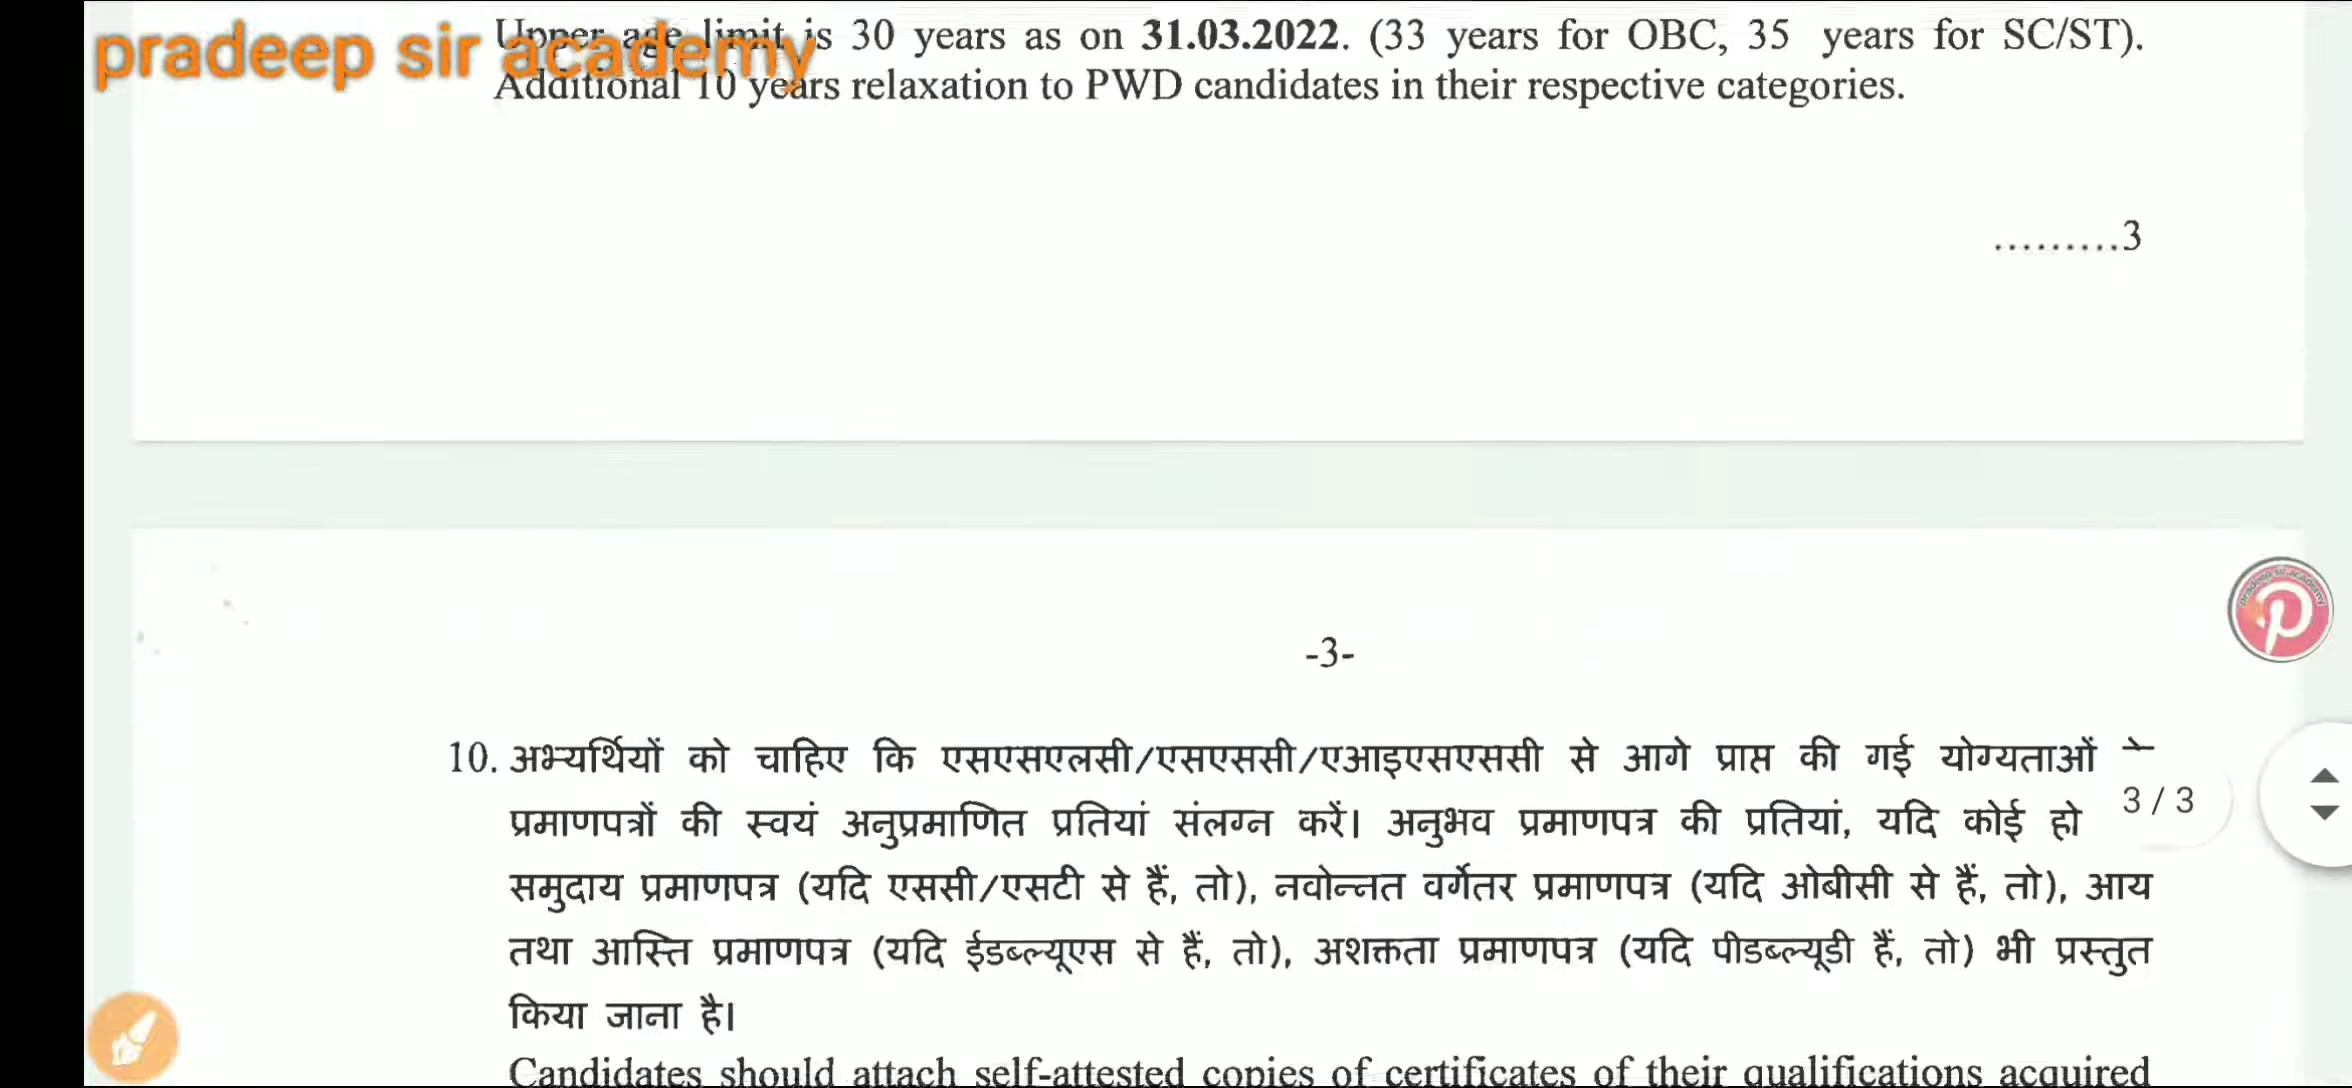 pradeep sir academy
Upper age limit is 30 years as on 31.03.2022. (33 years for OBC, 35 years for SC/ST).
Additional 10 years relaxation to PWD candidates in their respective categories.
.........3
-3-
10. अभ्यर्थियों को चाहिए कि एसएसएलसी/एसएससी/एआइएसएससी से आगे प्राप्त की गई योग्यताओं
प्रमाणपत्रों की स्वयं अनुप्रमाणित प्रतियां संलग्न करें। अनुभव प्रमाणपत्र की प्रतियां, यदि कोई हो
3 / 3
समुदाय प्रमाणपत्र (यदि एससी/एसटी से हैं, तो), नवोन्नत वर्गेतर प्रमाणपत्र (यदि ओबीसी से हैं, तो), आय
तथा आस्ति प्रमाणपत्र (यदि ईडब्ल्यूएस से हैं, तो), अशक्तता प्रमाणपत्र (यदि पीडब्ल्यूडी हैं, तो) भी प्रस्तुत
किया जाना है।
Candidates should attach self-attested copies of certificates of their qualifications acquired